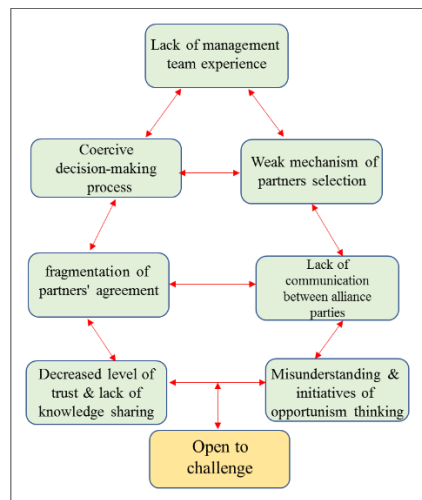 Lack of management
team experience
Coercive
decision-making
process
Weak mechanism of
partners selection
fragmentation of
partners' agreement
Lack of
communication
between alliance
parties
Decreased level of
trust & lack of
knowledge sharing
Misunderstanding &
initiatives of
opportunism thinking
Open to
challenge